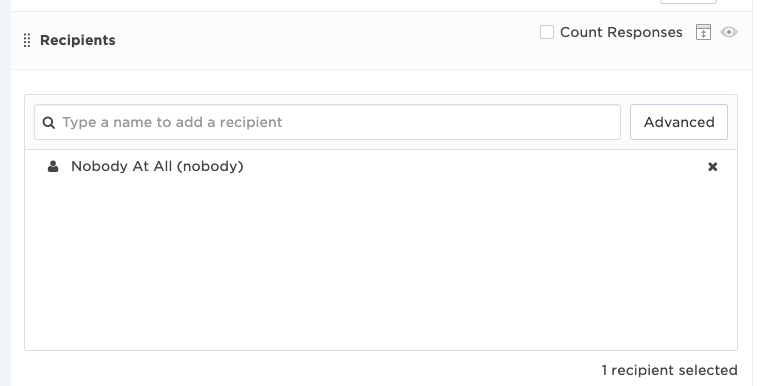 Recipients
Count Responses
Type a name to add a recipient
Advanced
Nobody At All (nobody)
1 recipient selected